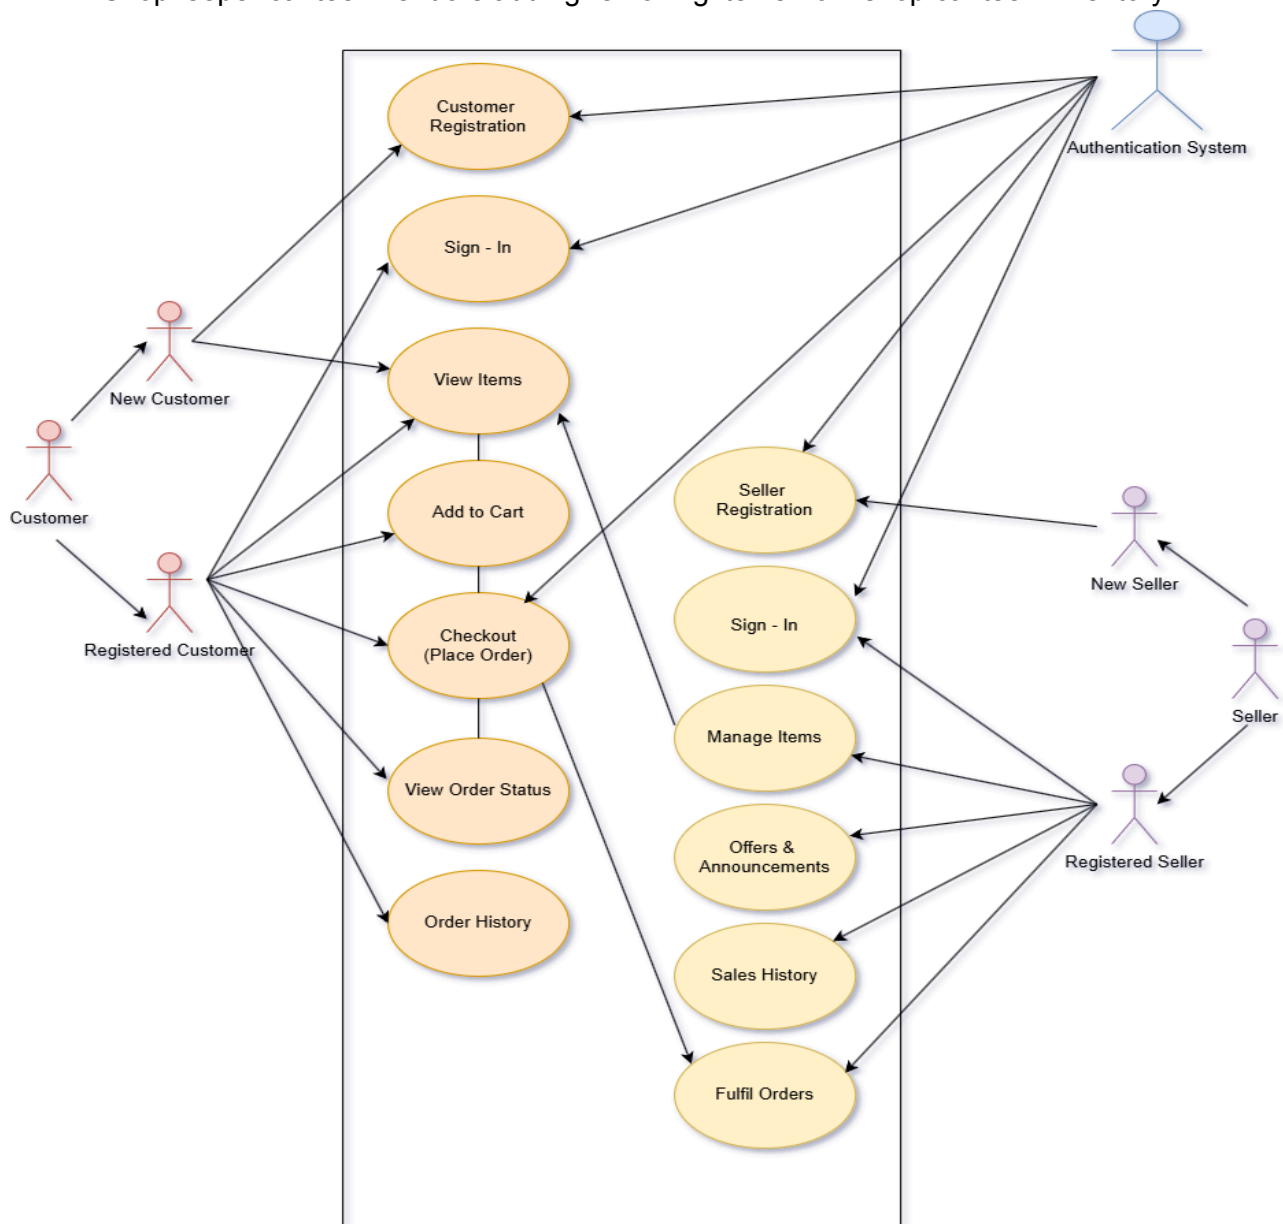 Customer
Registration
Authentication System
Sign - In
View Items
New Customer
Seller
Registration
Add to Cart
Customer
New Seller
Sign - In
Checkout
(Place Order)
Registered Customer
Seller
Manage Items
View Order Status
Offers &
Announcements
Registered Seller
Order History
Sales History
Fulfil Orders